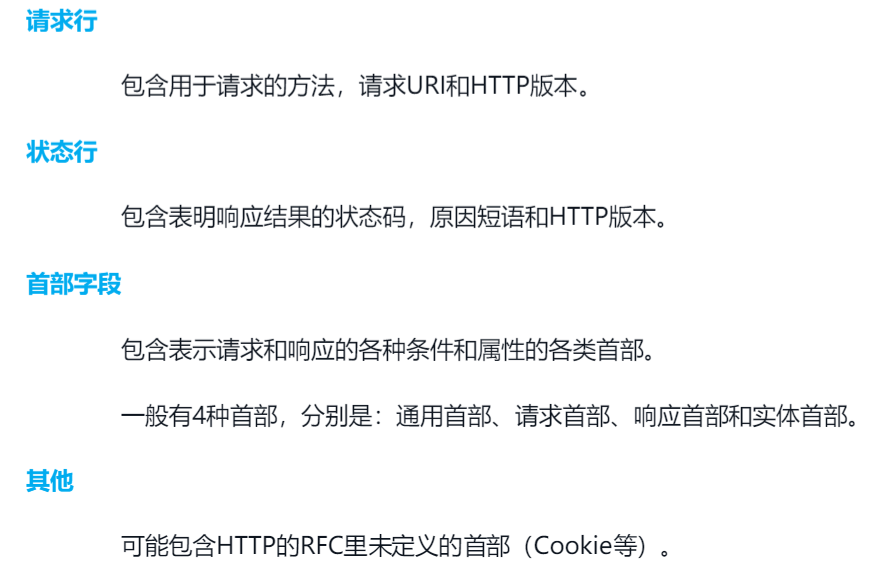 请求行
包含用于请求的方法，请求URI和HTTP版本。
状态行
包含表明响应结果的状态码，原因短语和HTTP版本。
首部字段
包含表示请求和响应的各种条件和属性的各类首部。
一般有4种首部，分别是：通用首部、请求首部、响应首部和实体首部。
其他
可能包含HTTP的RFC里未定义的首部（Cookie等）。